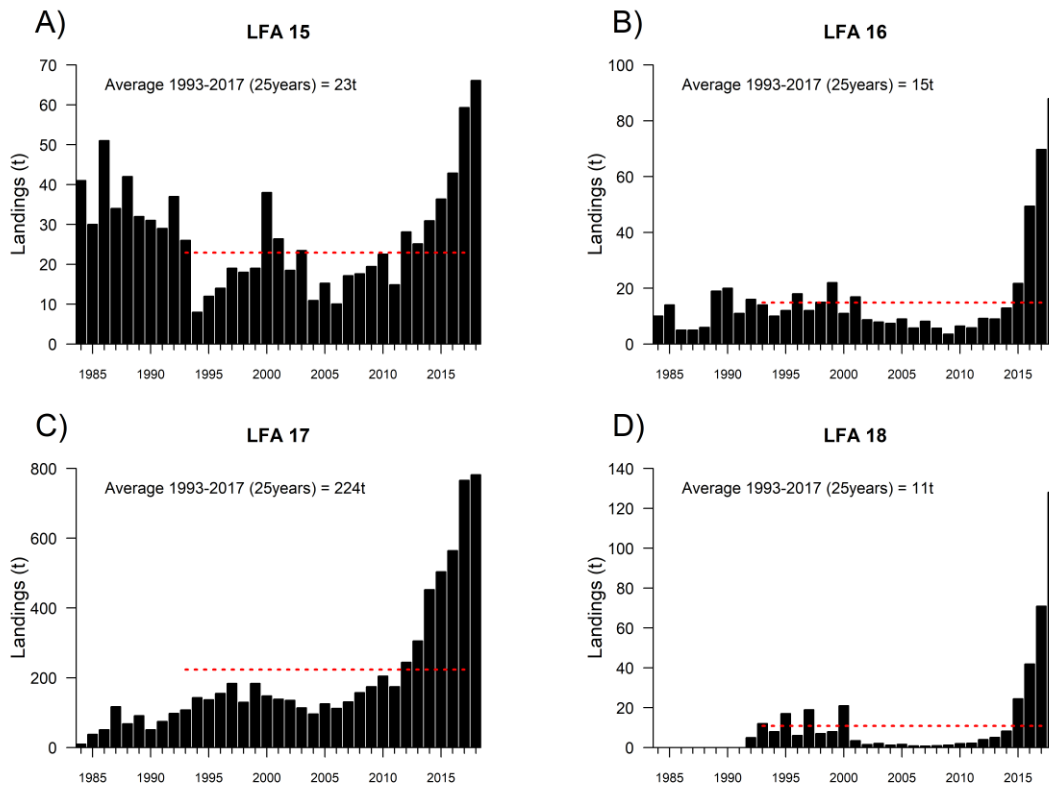 A)
LFA 15
Average 1993-2017 (25years) = 23t
Landings (t)
70
60
50
40
30
20
10
0
1985 1990 1995 2000 2005 2010 2015
B)
LFA 16
Average 1993-2017 (25years) = 15t
Landings (t)
100
80
60
40
20
0
1985 1990 1995 2000 2005 2010 2015
C)
LFA 17
Average 1993-2017 (25years) = 224t
Landings (t)
800
600
400
200
0
1985 1990 1995 2000 2005 2010 2015
D)
LFA 18
Average 1993-2017 (25years) = 11t
Landings (t)
140
120
100
80
60
40
20
0
1985 1990 1995 2000 2005 2010 2015